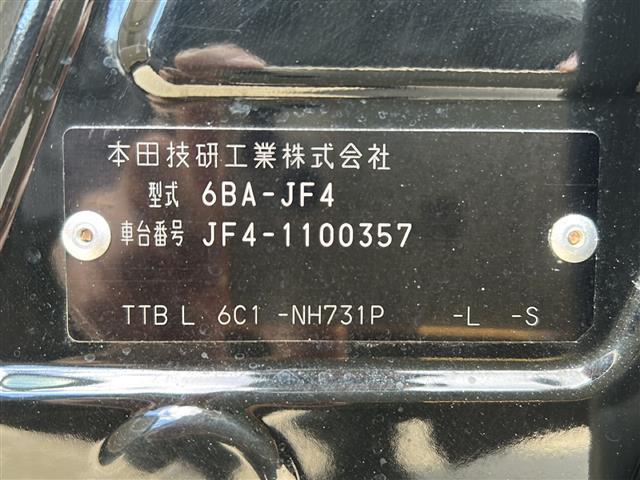 本田技研工業株式会社
型式 6BA-JF4
車台番号 JF4-1100357
TTB L 6C1 -NH731P -L -S